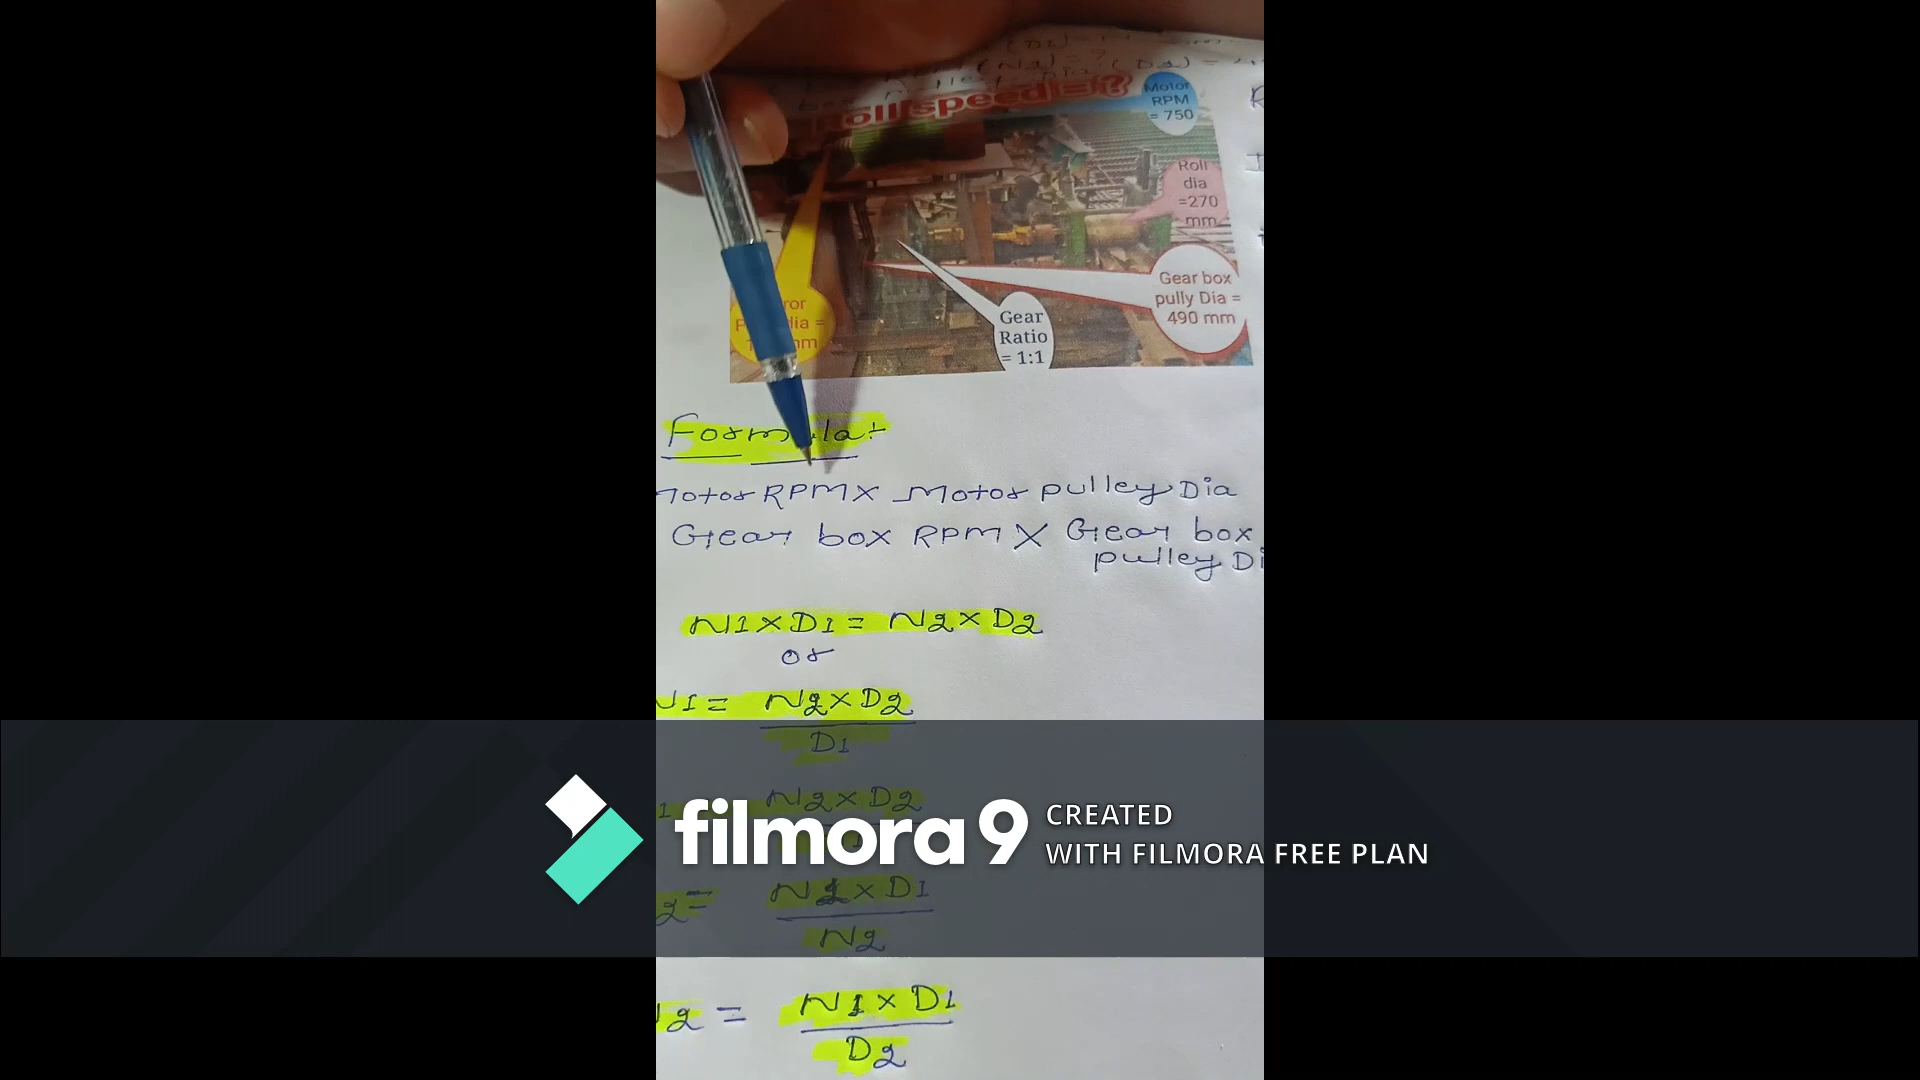 Roll speed = ?
Motor
RPM
= 750
Roll
dia
=270
mm
Gear box
pully Dia =
490 mm
Gear
Ratio
= 1:1
dia =
mm
Formula:
Motor RPM X Motor pulley Dia
Gear box RPM X Gear box
pulley Di
N1 X D1 = N2 X D2
or
N1 = N2 X D2
D1
N2 X D2
2 = N1 X D1
N2
N2 = N1 X D1
D2
filmora 9
CREATED
WITH FILMORA FREE PLAN